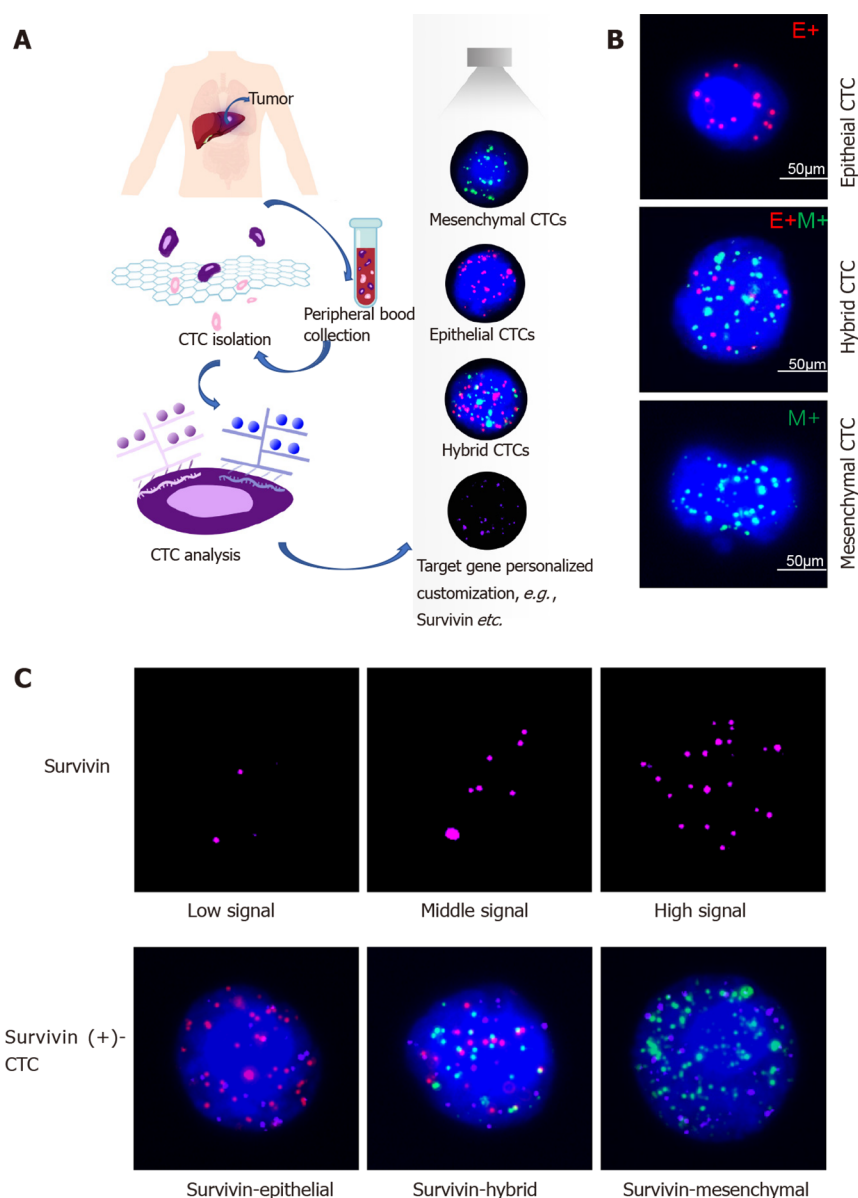 A
Tumor
Peripheral bood
collection
CTC isolation
CTC analysis
Mesenchymal CTCs
Epithelial CTCs
Hybrid CTCs
Target gene personalized
customization, e.g.,
Survivin etc.
B
E+
50μm
Epitheial CTC
E+M+
50μm
Hybrid CTC
M+
50μm
Mesenchymal CTC
C
Survivin
Low signal
Middle signal
High signal
Survivin (+)-
CTC
Survivin-epithelial
Survivin-hybrid
Survivin-mesenchymal